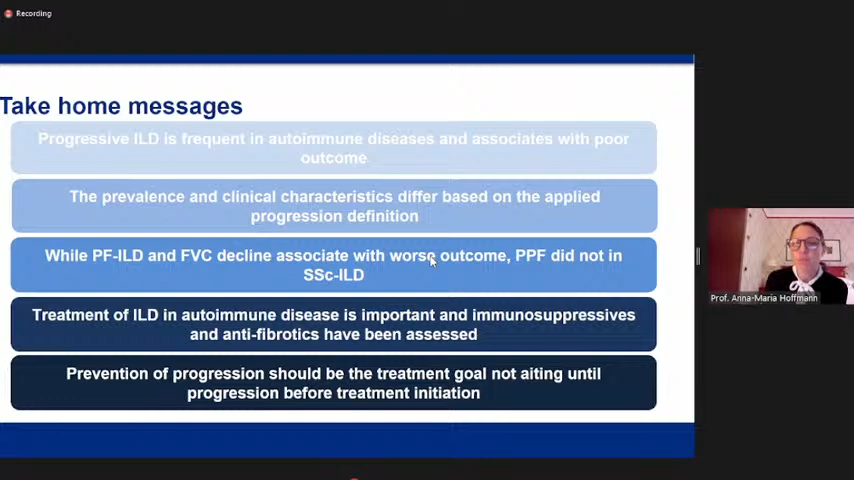 Recording
Take home messages
Progressive ILD is frequent in autoimmune diseases and associates with poor
outcome
The prevalence and clinical characteristics differ based on the applied
progression definition
While PF-ILD and FVC decline associate with worse outcome, PPF did not in
SSc-ILD
Treatment of ILD in autoimmune disease is important and immunosuppressives
and anti-fibrotics have been assessed
Prevention of progression should be the treatment goal not aiting until
progression before treatment initiation
Prof. Anna-Maria Hoffmann